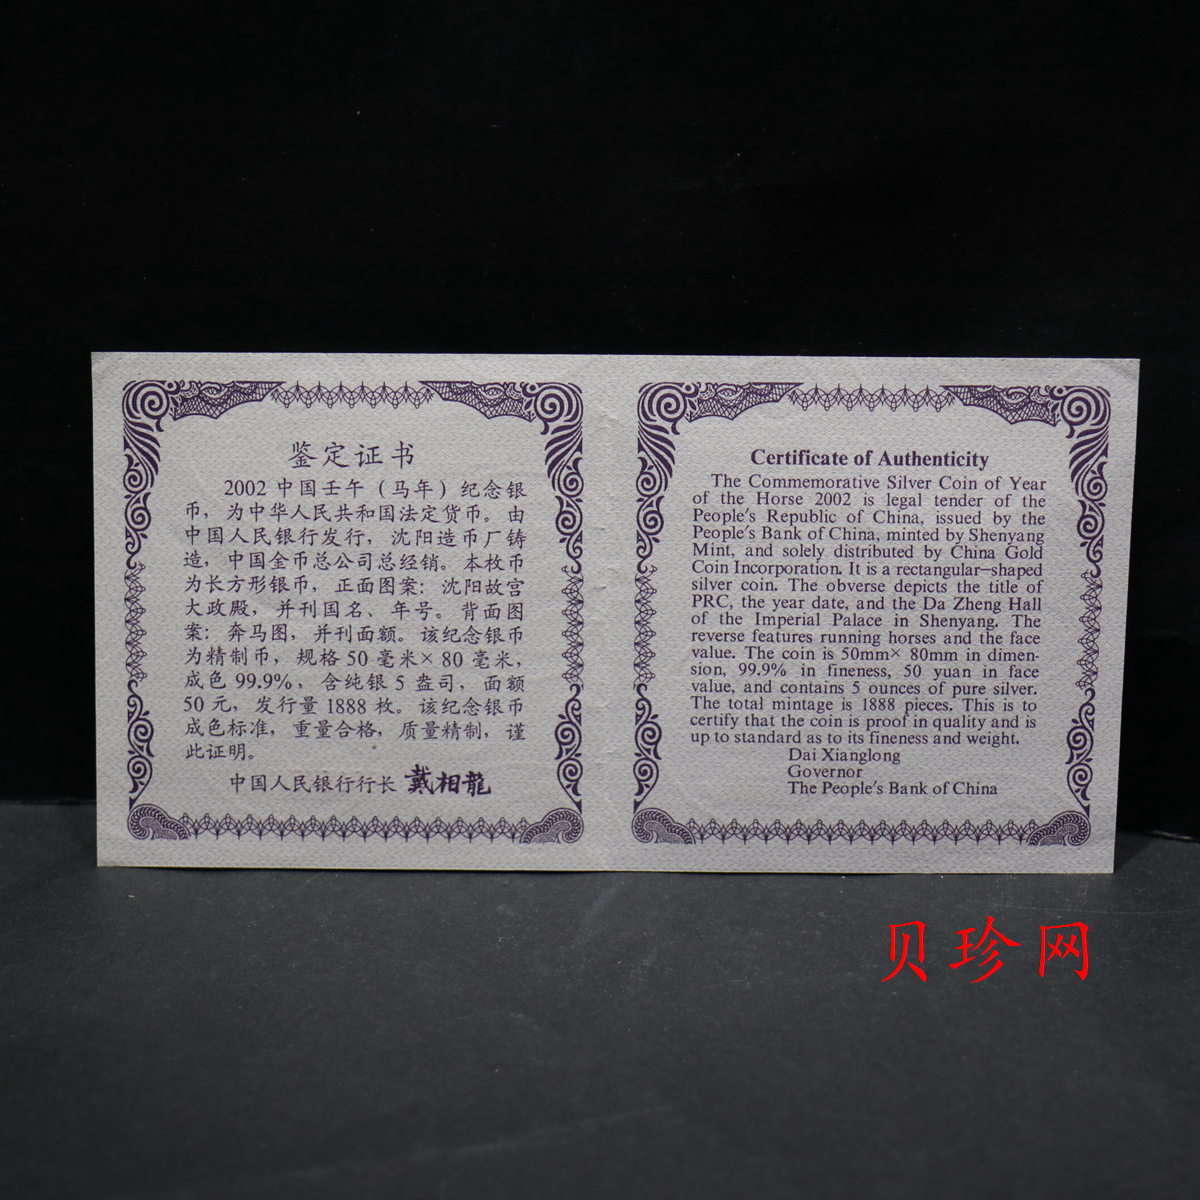 鉴定证书
2002 中国壬午（马年）纪念银
币，为中华人民共和国法定货币。由
中国人民银行发行，沈阳造币厂铸
造，中国金币总公司总经销。本枚币
为长方形银币，正面图案：沈阳故宫
大政殿，并刊国名、年号。背面图
案：奔马图，并刊面额。该纪念银币
为精制币，规格 50 毫米× 80 毫米，
成色 99.9%，含纯银 5 盎司，面额
50 元，发行量 1888 枚。该纪念银币
成色标准，重量合格，质量精制，谨
此证明。
中国人民银行行长 戴相龍
Certificate of Authenticity
The Commemorative Silver Coin of Year
of the Horse 2002 is legal tender of the
People's Republic of China, issued by the
People's Bank of China, minted by Shenyang
Mint, and solely distributed by China Gold
Coin Incorporation. It is a rectangular-shaped
silver coin. The obverse depicts the title of
PRC, the year date, and the Da Zheng Hall
of the Imperial Palace in Shenyang. The
reverse features running horses and the face
value. The coin is 50mm× 80mm in dimen-
sion, 99.9% in fineness, 50 yuan in face
value, and contains 5 ounces of pure silver.
The total mintage is 1888 pieces. This is to
certify that the coin is proof in quality and is
up to standard as to its fineness and weight.
Dai Xianglong
Governor
The People's Bank of China
贝珍网